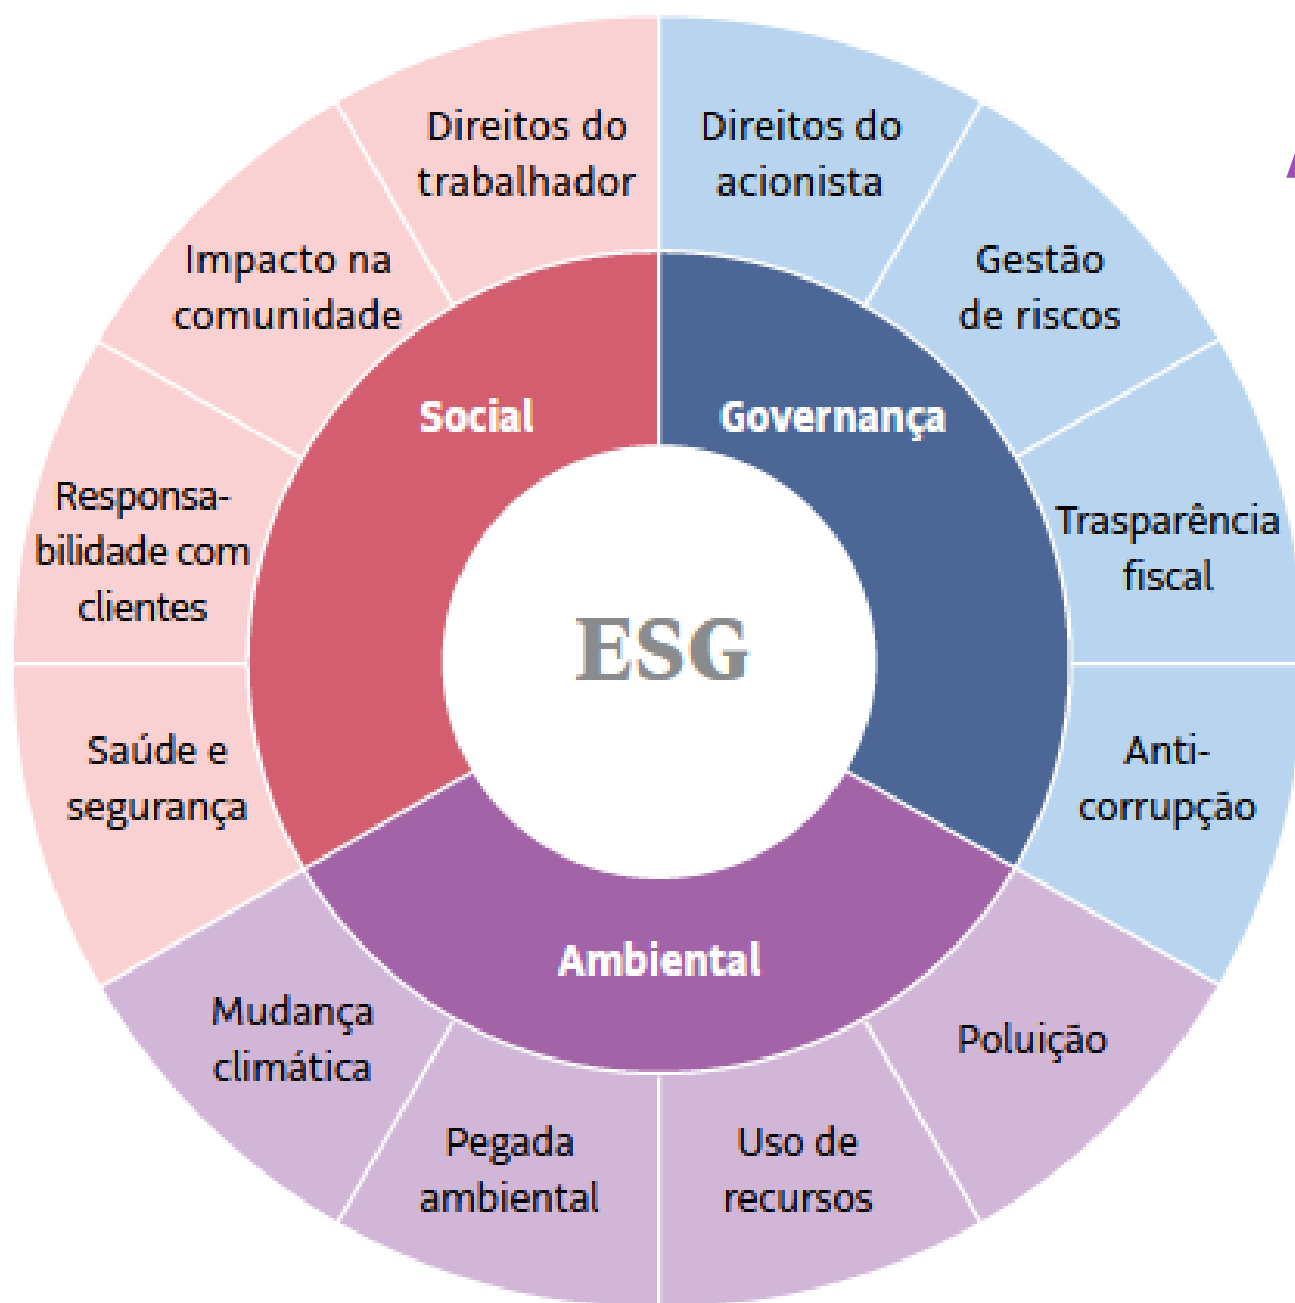 Direitos do
trabalhador
Direitos do
acionista
Impacto na
comunidade
Gestão
de riscos
Social
Governança
Responsa-
bilidade com
clientes
Trasparência
fiscal
ESG
Saúde e
segurança
Anti-
corrupção
Ambiental
Mudança
climática
Poluição
Pegada
ambiental
Uso de
recursos